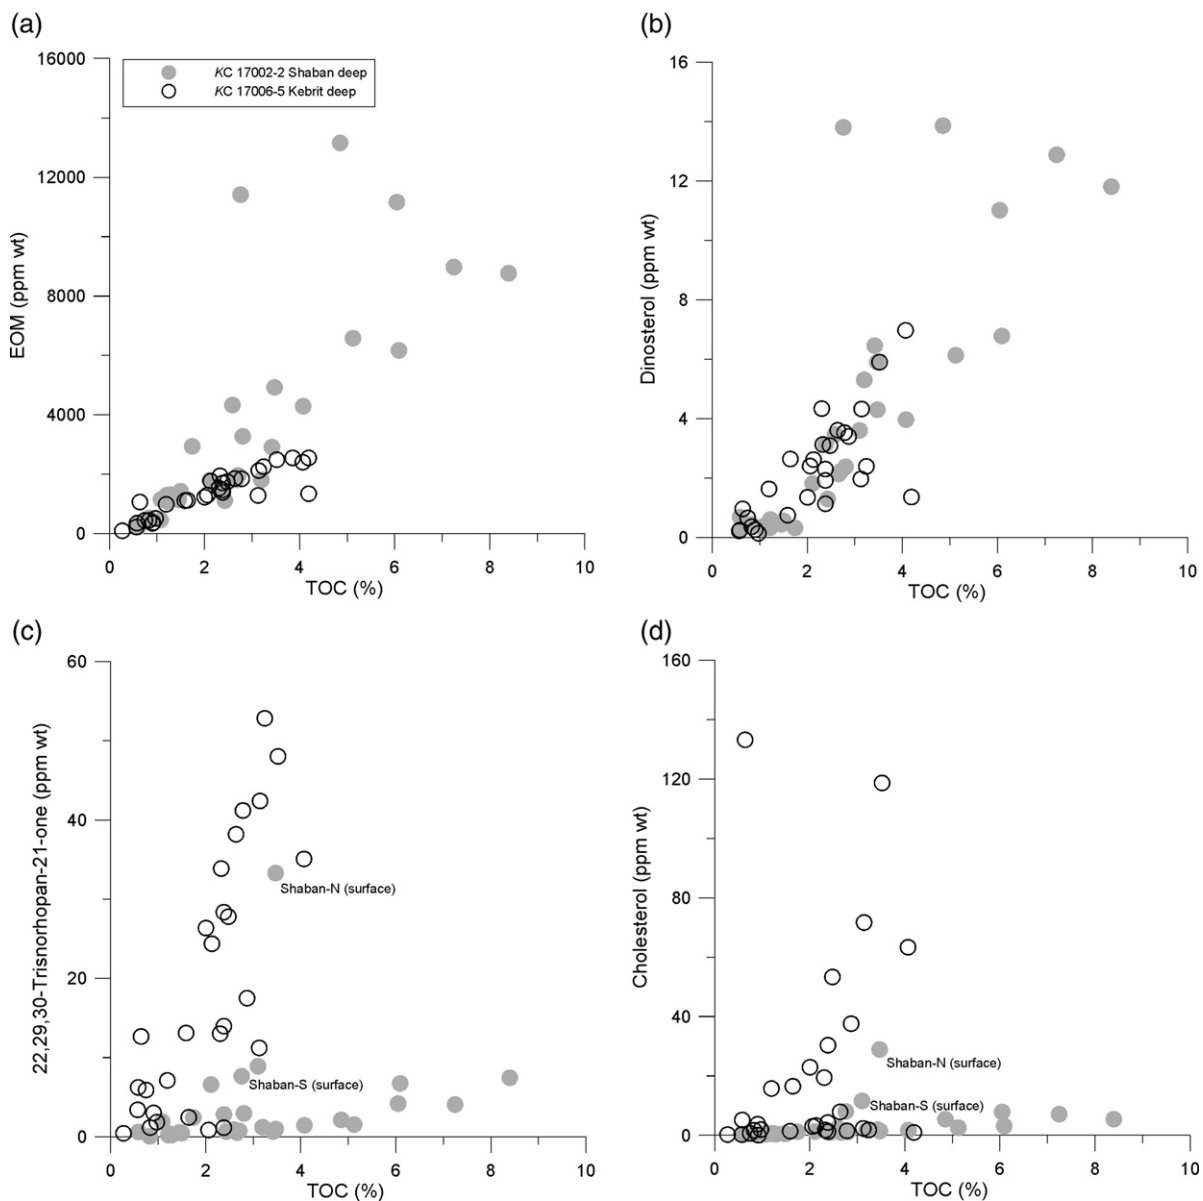 (a)
16000
KC 17002-2 Shaban deep
KC 17006-5 Kebrit deep
12000
8000
4000
0
EOM (ppm wt)
0 2 4 6 8 10
TOC (%)
(b)
16
12
8
4
0
Dinosterol (ppm wt)
0 2 4 6 8 10
TOC (%)
(c)
60
40
20
0
22,29,30-Trisnorhopan-21-one (ppm wt)
Shaban-N (surface)
Shaban-S (surface)
0 2 4 6 8 10
TOC (%)
(d)
160
120
80
40
0
Cholesterol (ppm wt)
Shaban-N (surface)
Shaban-S (surface)
0 2 4 6 8 10
TOC (%)